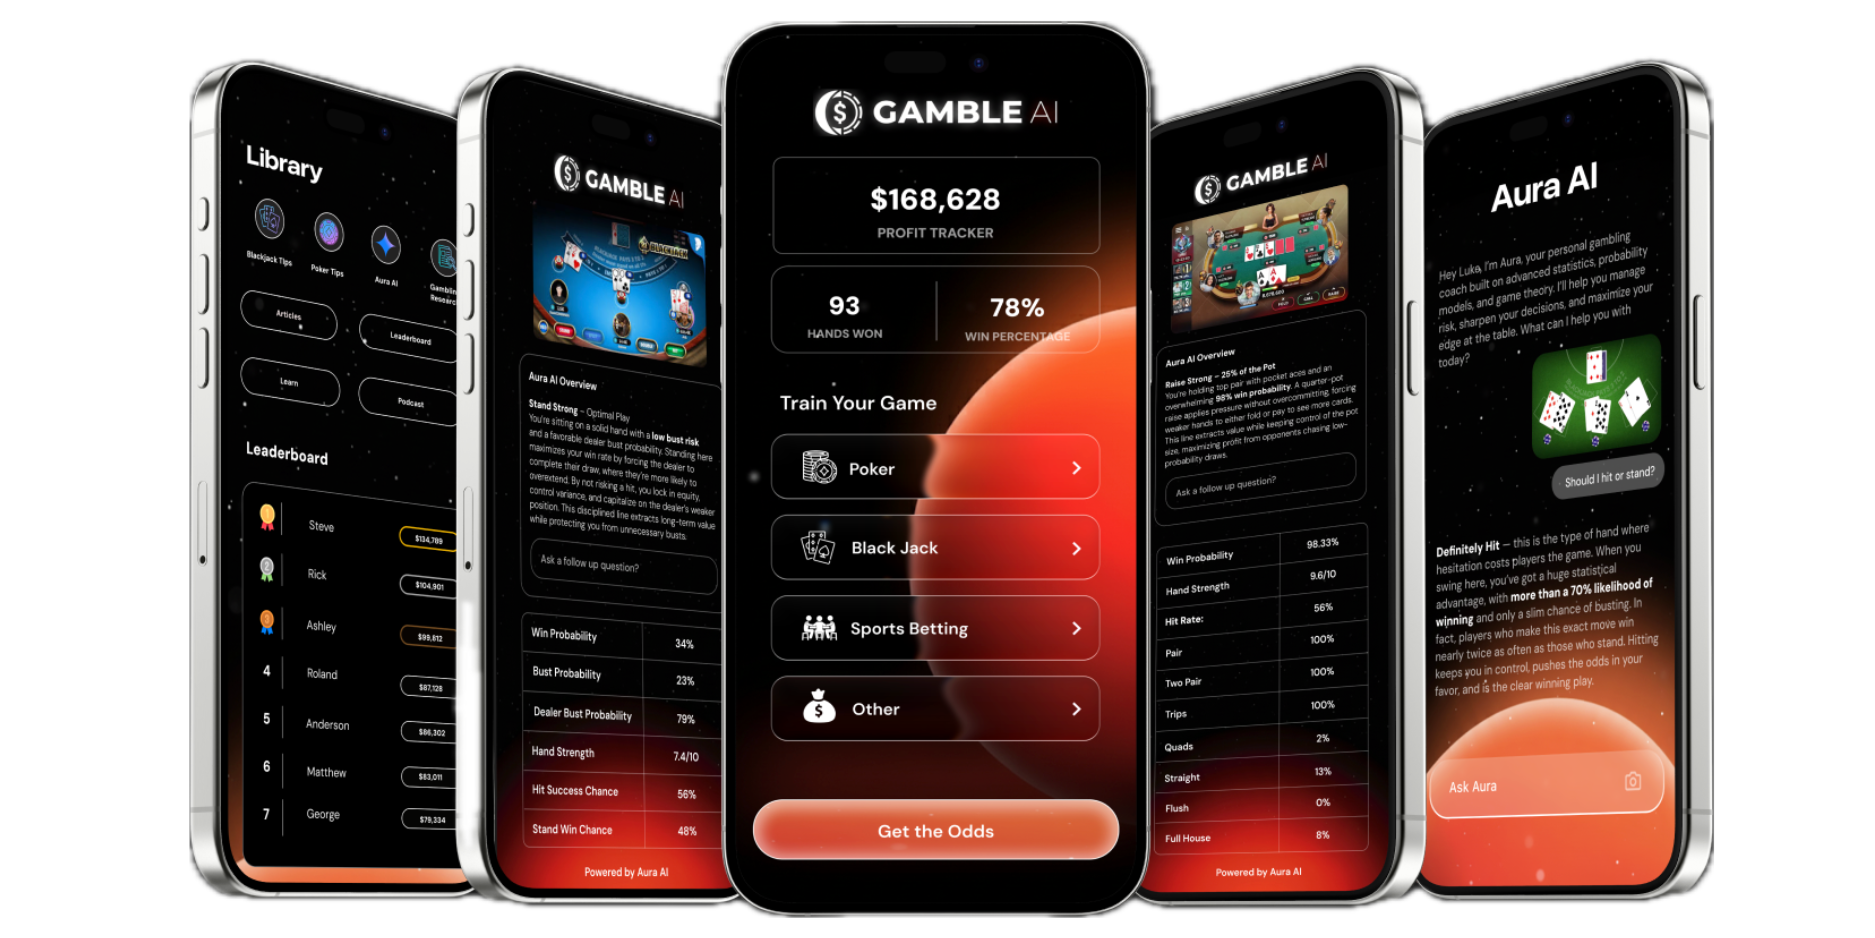 Library
Blackjack Tips
Poker Tips
Aura AI
Articles
Leaderboard
Learn
Podcast
Leaderboard
Steve
$134,789
Rick
$104,901
Ashley
$99,812
4
Roland
$87,128
5
Anderson
$86,302
6
Matthew
$83,011
7
George
$79,334
GAMBLE AI
BLACKJACK
Aura AI Overview
Stand Strong – Optimal Play
You're sitting on a solid hand with a low bust risk
and a favorable dealer bust probability. Standing here
maximizes your win rate by forcing the dealer to
complete their draw, where they're more likely to
overextend. By not risking a hit, you lock in equity,
control variance, and capitalize on the dealer's weaker
position. This disciplined line extracts long-term value
while protecting you from unnecessary busts.
Ask a follow up question?
Win Probability
34%
Bust Probability
23%
Dealer Bust Probability
79%
Hand Strength
7.4/10
Hit Success Chance
56%
Stand Win Chance
48%
Powered by Aura AI
GAMBLE AI
$168,628
PROFIT TRACKER
93
HANDS WON
78%
WIN PERCENTAGE
Train Your Game
Poker
Black Jack
Sports Betting
Other
Get the Odds
GAMBLE AI
Aura AI Overview
Raise Strong – 25% of the Pot
You're holding top pair with pocket aces and an
overwhelming 98% win probability. A quarter-pot
raise applies pressure without overcommitting, forcing
weaker hands to either fold or pay to see more cards.
This line extracts value while keeping control of the pot
size, maximizing profit from opponents chasing low-
probability draws.
Ask a follow up question?
Win Probability
98.33%
Hand Strength
9.6/10
Hit Rate:
56%
Pair
100%
Two Pair
100%
Trips
100%
Quads
2%
Straight
13%
Flush
0%
Full House
8%
Powered by Aura AI
Aura AI
Hey Luke, I'm Aura, your personal gambling
coach built on advanced statistics, probability
models, and game theory. I'll help you manage
risk, sharpen your decisions, and maximize your
edge at the table. What can I help you with
today?
Should I hit or stand?
Definitely Hit — this is the type of hand where
hesitation costs players the game. When you
swing here, you've got a huge statistical
advantage, with more than a 70% likelihood of
winning and only a slim chance of busting. In
fact, players who make this exact move win
nearly twice as often as those who stand. Hitting
keeps you in control, pushes the odds in your
favor, and is the clear winning play.
Ask Aura